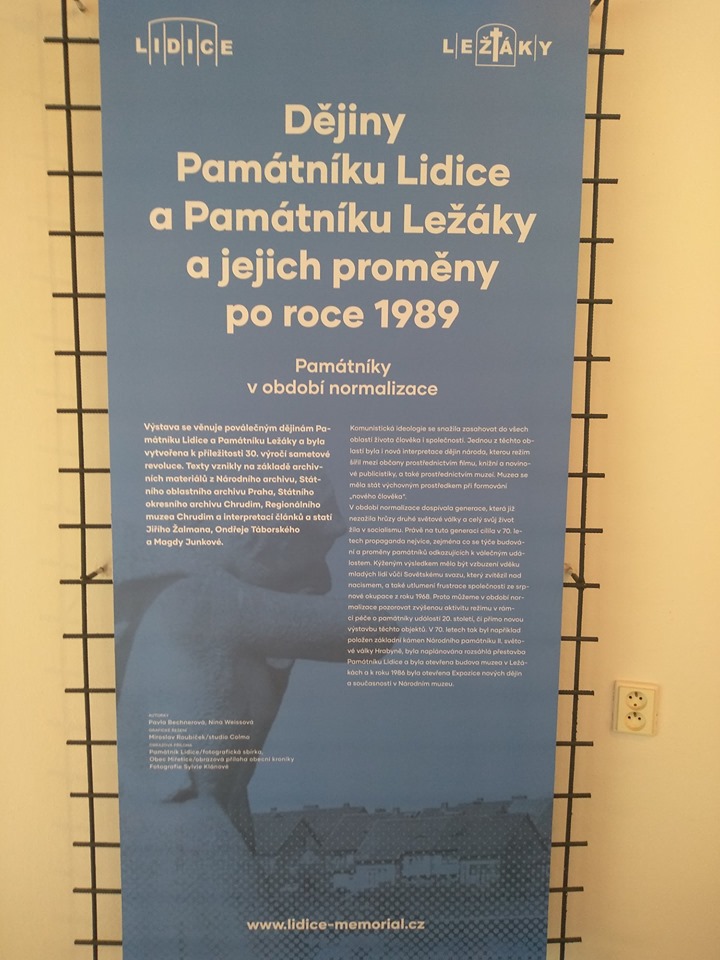 LIDICE
LEŽÁKY
Dějiny
Památníku Lidice
a Památníku Ležáky
a jejich proměny
po roce 1989
Památníky
v období normalizace
Výstava se věnuje poválečným dějinám Pa-
mátníku Lidice a Památníku Ležáky a byla
vytvořena k příležitosti 30. výročí sametové
revoluce. Texty vznikly na základě archiv-
ních materiálů z Národního archivu, Stát-
ního oblastního archivu Praha, Státního
okresního archivu Chrudim, Regionálního
muzea Chrudim a interpretací článků a statí
Jiřího Žalmana, Ondřeje Táborského
a Magdy Junkové.
Komunistická ideologie se snažila zasahovat do všech
oblastí života člověka i společnosti. Jednou z těchto ob-
lastí byla i nová interpretace dějin národa, kterou režim
šířil mezi občany prostřednictvím filmu, knižní a novino-
vé publicistiky, a také prostřednictvím muzeí. Muzea se
měla stát výchovným prostředkem při formování
„nového člověka“.
V období normalizace dospívala generace, která již
nezažila hrůzy druhé světové války a celý svůj život
žila v socialismu. Právě na tuto generaci cílila v 70. le-
tech propaganda nejvíce, zejména co se týče budová-
ní a proměny památníků odkazujících k válečným udá-
lostem. Kýženým výsledkem mělo být vzbuzení vděku
mladých lidí vůči Sovětskému svazu, který zvítězil nad
nacismem, a také utlumení frustrace společnosti ze srp-
nové okupace z roku 1968. Proto můžeme v období nor-
malizace pozorovat zvýšenou aktivitu režimu v rám-
ci péče o památníky událostí 20. století, či přímo novou
výstavbu těchto objektů. V 70. letech tak byl například
položen základní kámen Národního památníku II. světo-
vé války Hrabyně, byla naplánována rozsáhlá přestavba
Památníku Lidice a byla otevřena budova muzea v Ležá-
kách a k roku 1986 byla otevřena Expozice nových dějin
a současnosti v Národním muzeu.
AUTORKY
Pavla Bechnerová, Nina Weissová
GRAFICKÉ ŘEŠENÍ
Miroslav Roubíček/studio Colmo
OBRAZOVÁ PŘÍLOHA
Památník Lidice/fotografická sbírka,
Obec Miřetice/obrazová příloha obecní kroniky
Fotografie Sylvie Klánová
www.lidice-memorial.cz